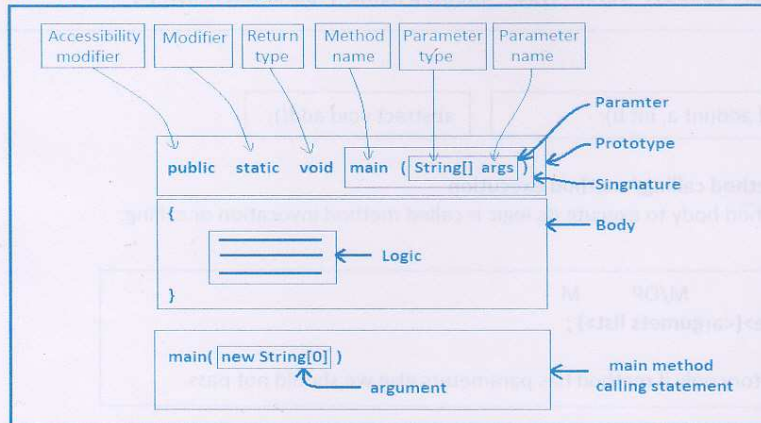 Accessibility modifier
Modifier
Return type
Method name
Parameter type
Parameter name
Paramter
Prototype
public static void main ( String[] args )
Singnature
{
Body
Logic
}
main( new String[0] )
main method calling statement
argument